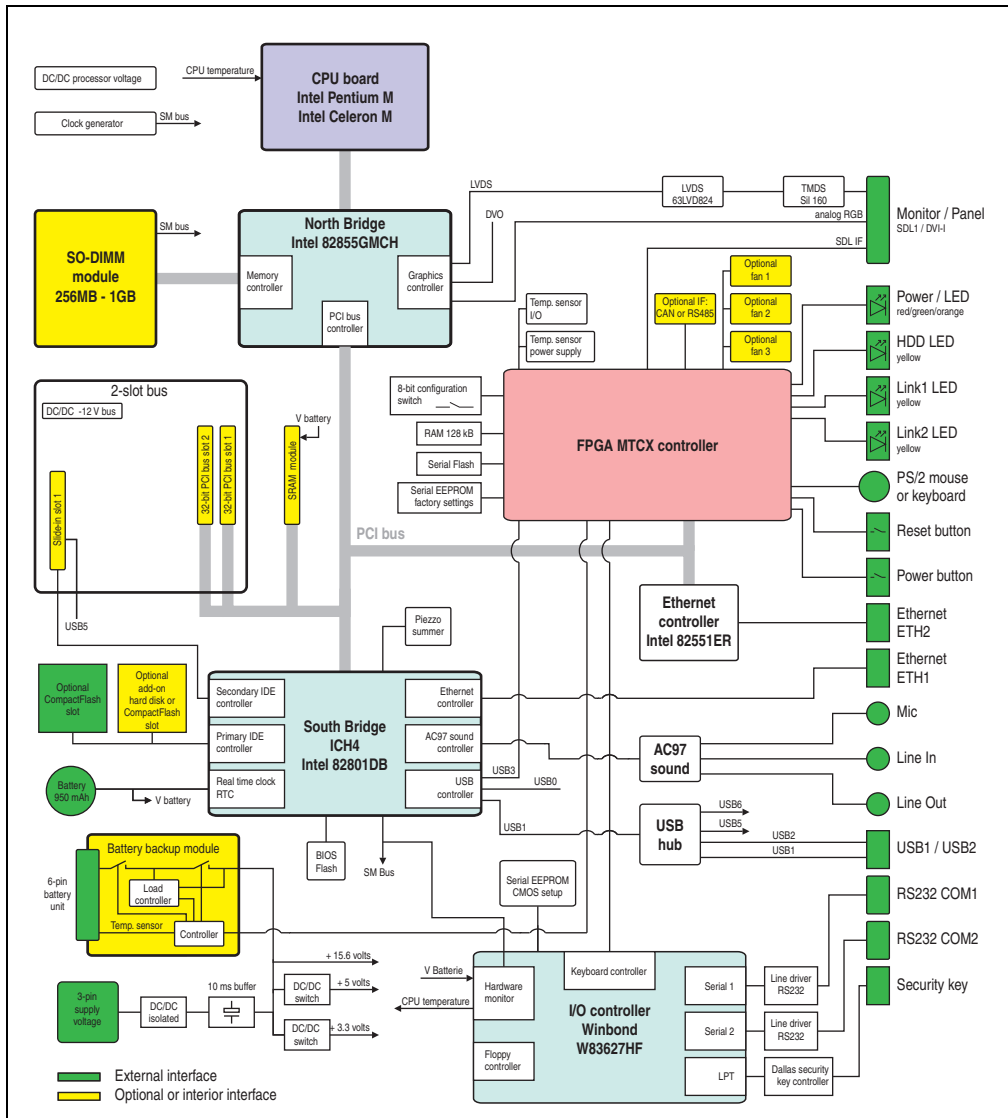 DC/DC processor voltage
CPU temperature
CPU board
Intel Pentium M
Intel Celeron M
Clock generator
SM bus
SO-DIMM
module
256MB - 1GB
SM bus
North Bridge
Intel 82855GMCH
Memory
controller
Graphics
controller
PCI bus
controller
LVDS
DVO
LVDS
63LVD824
TMDS
Sil 160
analog RGB
SDL IF
Monitor / Panel
SDL1 / DVI-I
Temp. sensor
I/O
Temp. sensor
power supply
Optional IF:
CAN or RS485
Optional
fan 1
Optional
fan 2
Optional
fan 3
Power / LED
red/green/orange
HDD LED
yellow
Link1 LED
yellow
Link2 LED
yellow
PS/2 mouse
or keyboard
Reset button
Power button
8-bit configuration
switch
RAM 128 kB
Serial Flash
Serial EEPROM
factory settings
FPGA MTCX controller
2-slot bus
DC/DC -12 V bus
Slide-in slot 1
32-bit PCI bus slot 2
32-bit PCI bus slot 1
V battery
SRAM module
USB5
PCI bus
Ethernet
controller
Intel 82551ER
Ethernet
ETH2
Ethernet
ETH1
Piezzo
summer
Optional
CompactFlash
slot
Optional
add-on
hard disk or
CompactFlash
slot
Secondary IDE
controller
Primary IDE
controller
Real time clock
RTC
South Bridge
ICH4
Intel 82801DB
Ethernet
controller
AC97 sound
controller
USB
controller
USB3
USB0
USB1
AC97
sound
Mic
Line In
Line Out
USB
hub
USB6
USB5
USB2
USB1
USB1 / USB2
Battery
950 mAh
V battery
BIOS
Flash
SM Bus
Battery backup module
6-pin
battery
unit
Load
controller
Temp. sensor
Controller
Serial EEPROM
CMOS setup
RS232 COM1
RS232 COM2
Security key
3-pin
supply
voltage
DC/DC
isolated
10 ms buffer
DC/DC
switch
DC/DC
switch
+ 15.6 volts
+ 5 volts
+ 3.3 volts
V Batterie
CPU temperature
Hardware
monitor
Keyboard controller
Floppy
controller
I/O controller
Winbond
W83627HF
Serial 1
Serial 2
LPT
Line driver
RS232
Line driver
RS232
Dallas security
key controller
External interface
Optional or interior interface